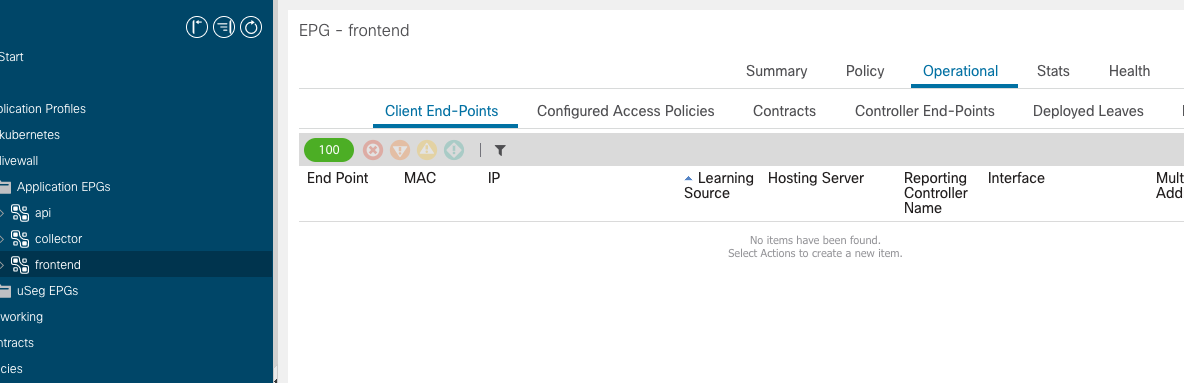 Start
plication Profiles
kubernetes
livewall
Application EPGs
api
collector
frontend
uSeg EPGs
working
ntracts
cies
EPG - frontend
Summary Policy Operational Stats Health
Client End-Points Configured Access Policies Contracts Controller End-Points Deployed Leaves
100
End Point MAC IP Learning Source Hosting Server Reporting Controller Name Interface Mult Add
No items have been found.
Select Actions to create a new item.